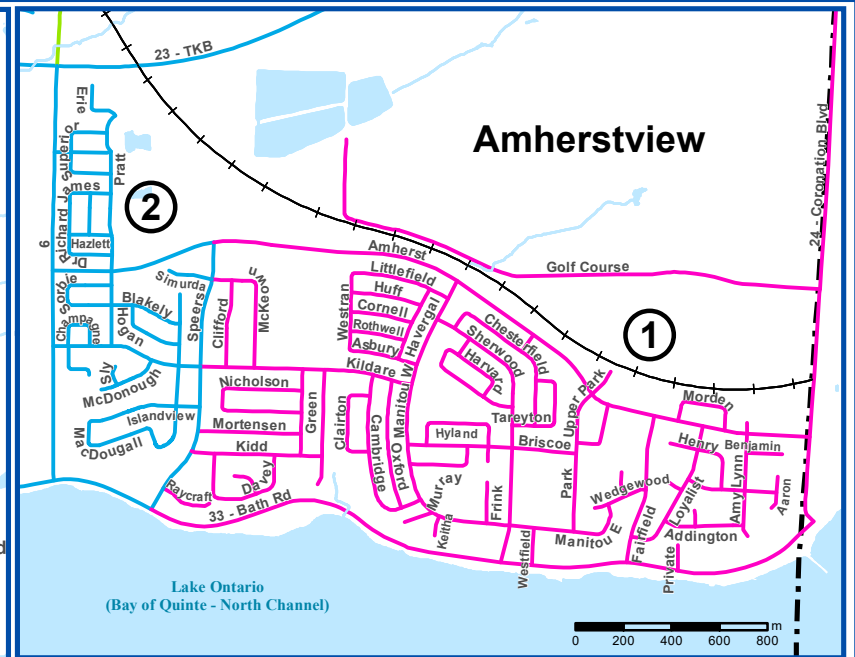 23 - TKB
Amherstview
24 - Coronation Blvd
Erie
Superior
Pratt
James
2
Dr Richard
Hazlett
6
Sorbie
Champagne
Simurda
Blakely
Hogan
Speers
Sly
McDonough
Islandview
MacDougall
Amherst
Golf Course
Clifford
McKeown
Littlefield
Huff
Cornell
Rothwell
Asbury
Westran
Manitou W
Havergal
Chesterfield
Sherwood
Harvard
1
Kildare
Nicholson
Mortensen
Kidd
Green
Clairton
Cambridge
Oxford
Hyland
Tareyton
Briscoe
Upper Park
Park
Morden
Henry
Benjamin
Amy Lynn
Aaron
Raycraft
Davey
33 - Bath Rd
Murray
Keitha
Frink
Wedgewood
Loyalist
Fairfield
Addington
Manitou E
Westfield
Private
d
Lake Ontario
(Bay of Quinte - North Channel)
m
0 200 400 600 800